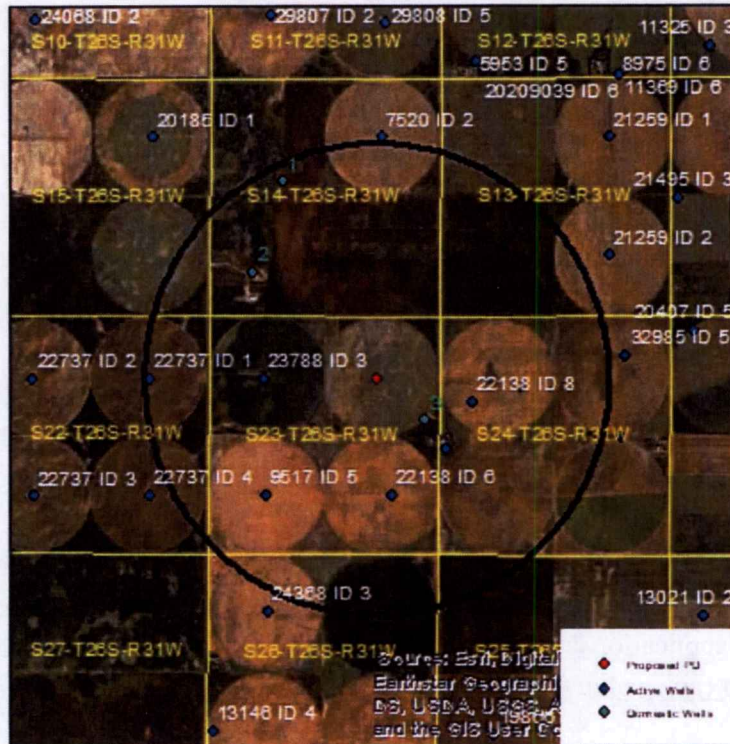 24068 ID 2
29807 ID 2
29808 ID 5
11325 ID 3
S10-T26S-R31W
S11-T26S-R31W
S12-T26S-R31W
5953 ID 5
8975 ID 6
20209039 ID 6
11369 ID 6
20185 ID 1
7520 ID 2
21259 ID 1
1
S15-T26S-R31W
S14-T26S-R31W
S13-T26S-R31W
21495 ID 3
2
21259 ID 2
20407 ID 5
32985 ID 5
22737 ID 2
22737 ID 1
23788 ID 3
22138 ID 8
3
S22-T26S-R31W
S23-T26S-R31W
S24-T26S-R31W
22737 ID 3
22737 ID 4
9517 ID 5
22138 ID 6
24368 ID 3
13021 ID 2
S27-T26S-R31W
S26-T26S-R31W
S25-T26S
Source: Esri, Digital
Earthstar Geographi
DS, USDA, USGS, A
and the GIS User Co
13146 ID 4
Proposed PD
Active Wells
Domestic Wells